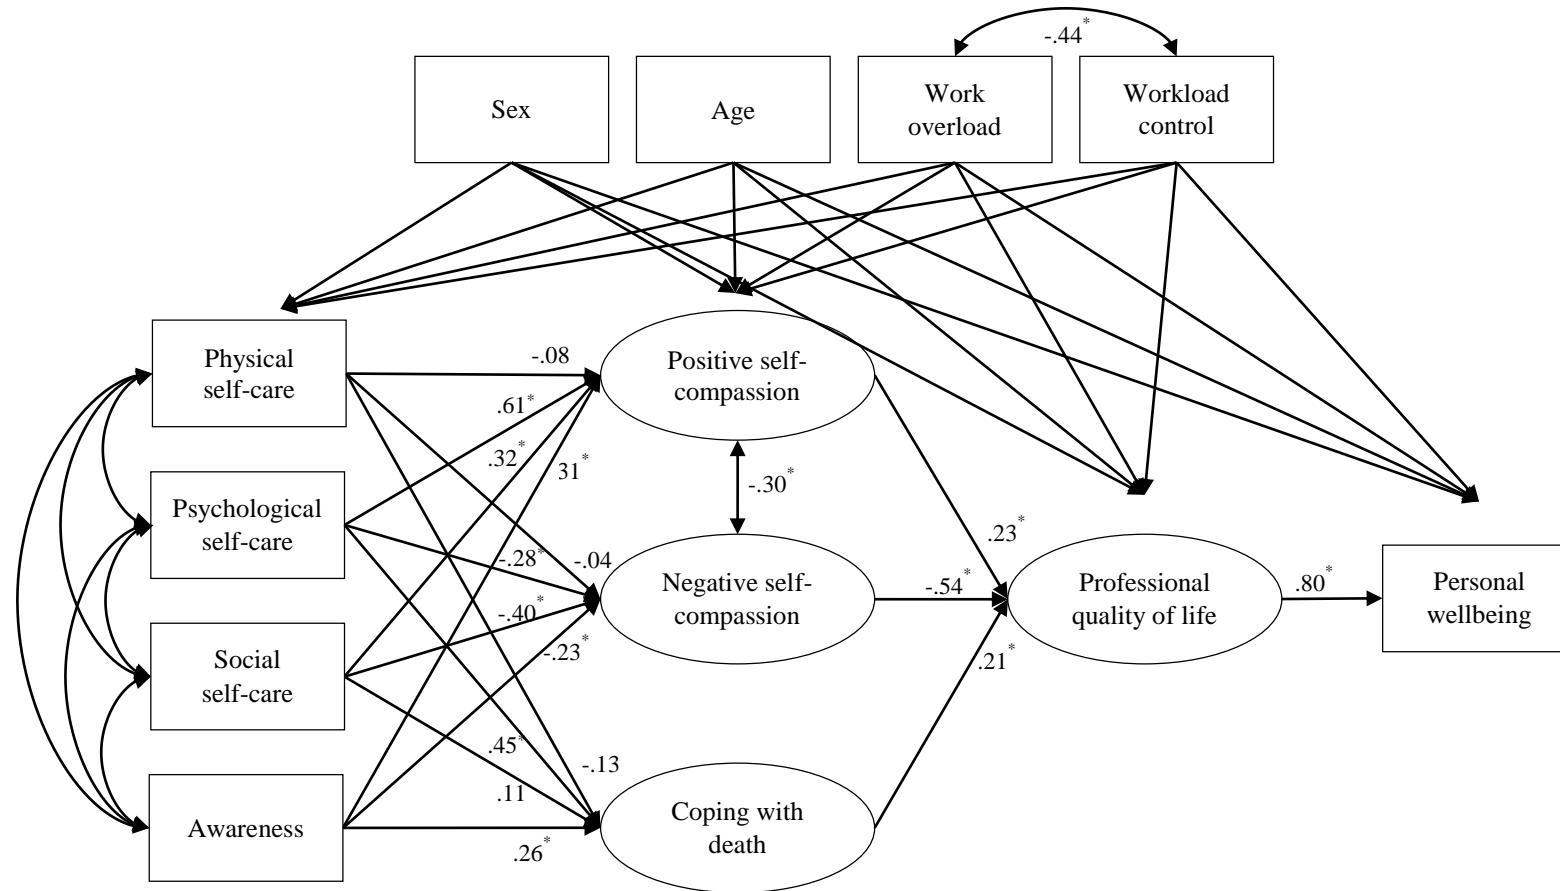 -.44*
Sex
Age
Work
overload
Workload
control
Physical
self-care
-.08
Positive self-
compassion
.61*
.32*
31*
-.30*
Psychological
self-care
-.28*
-.04
.23*
Negative self-
compassion
-.54*
Professional
quality of life
.80*
Personal
wellbeing
-.40*
-.23*
.21*
Social
self-care
.45*
-.13
.11
Coping with
death
Awareness
.26*